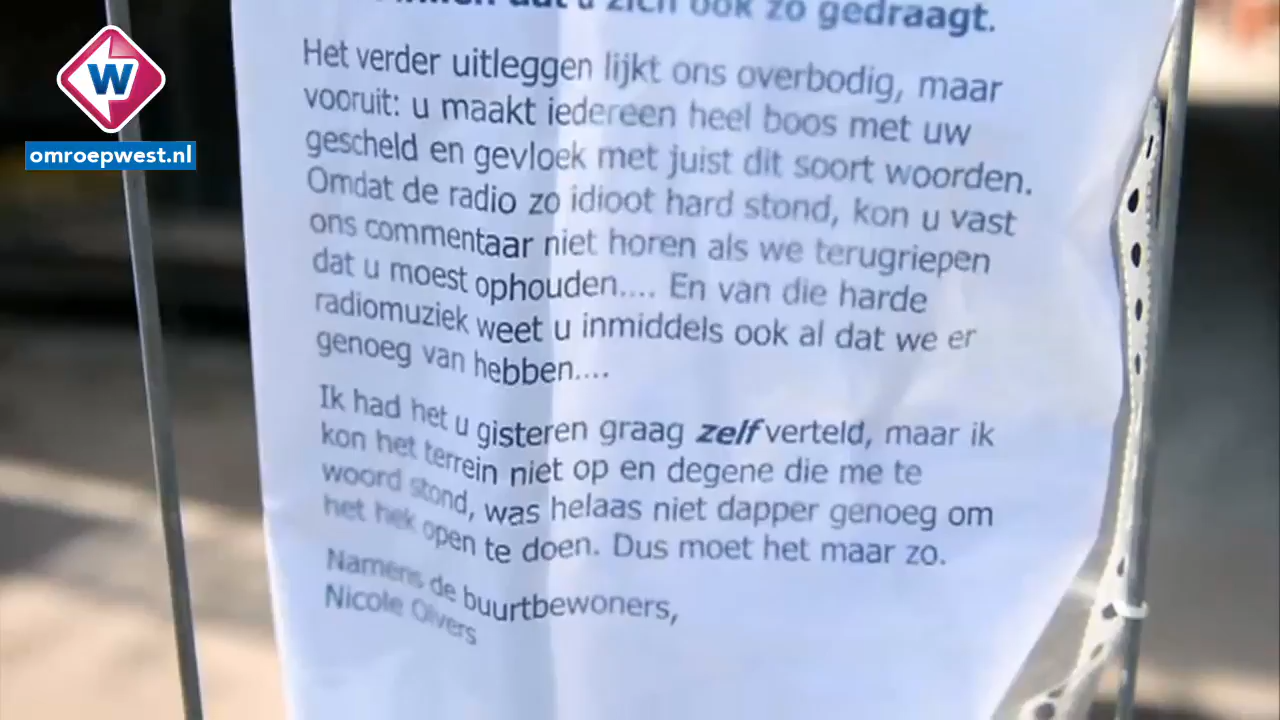 W
omroepwest.nl
dat u zich ook zo gedraagt.
Het verder uitleggen lijkt ons overbodig, maar
vooruit: u maakt iedereen heel boos met uw
gescheld en gevloek met juist dit soort woorden.
Omdat de radio zo idioot hard stond, kon u vast
ons commentaar niet horen als we terugriepen
dat u moest ophouden.... En van die harde
radiomuziek weet u inmiddels ook al dat we er
genoeg van hebben....
Ik had het u gisteren graag zelf verteld, maar ik
kon het terrein niet op en degene die me te
woord stond, was helaas niet dapper genoeg om
het hek open te doen. Dus moet het maar zo.
Namens de buurtbewoners,
Nicole Olvers